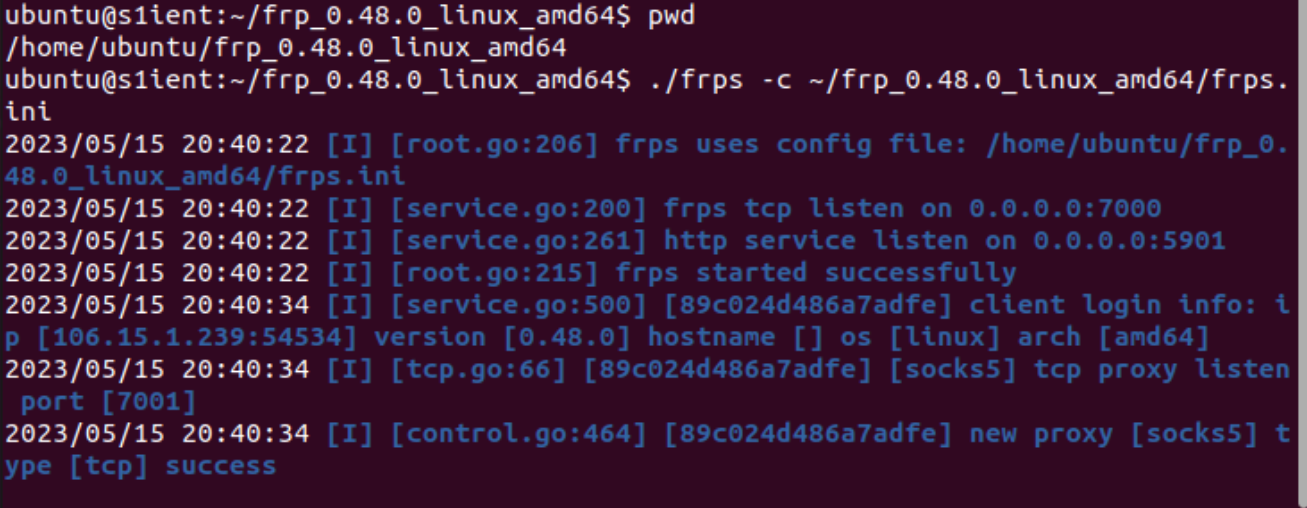 ubuntu@s1ient:~/frp_0.48.0_linux_amd64$ pwd
/home/ubuntu/frp_0.48.0_linux_amd64
ubuntu@s1ient:~/frp_0.48.0_linux_amd64$ ./frps -c ~/frp_0.48.0_linux_amd64/frps.
ini
2023/05/15 20:40:22 [I] [root.go:206] frps uses config file: /home/ubuntu/frp_0.
48.0_linux_amd64/frps.ini
2023/05/15 20:40:22 [I] [service.go:200] frps tcp listen on 0.0.0.0:7000
2023/05/15 20:40:22 [I] [service.go:261] http service listen on 0.0.0.0:5901
2023/05/15 20:40:22 [I] [root.go:215] frps started successfully
2023/05/15 20:40:34 [I] [service.go:500] [89c024d486a7adfe] client login info: i
p [106.15.1.239:54534] version [0.48.0] hostname [] os [linux] arch [amd64]
2023/05/15 20:40:34 [I] [tcp.go:66] [89c024d486a7adfe] [socks5] tcp proxy listen
 port [7001]
2023/05/15 20:40:34 [I] [control.go:464] [89c024d486a7adfe] new proxy [socks5] t
ype [tcp] success